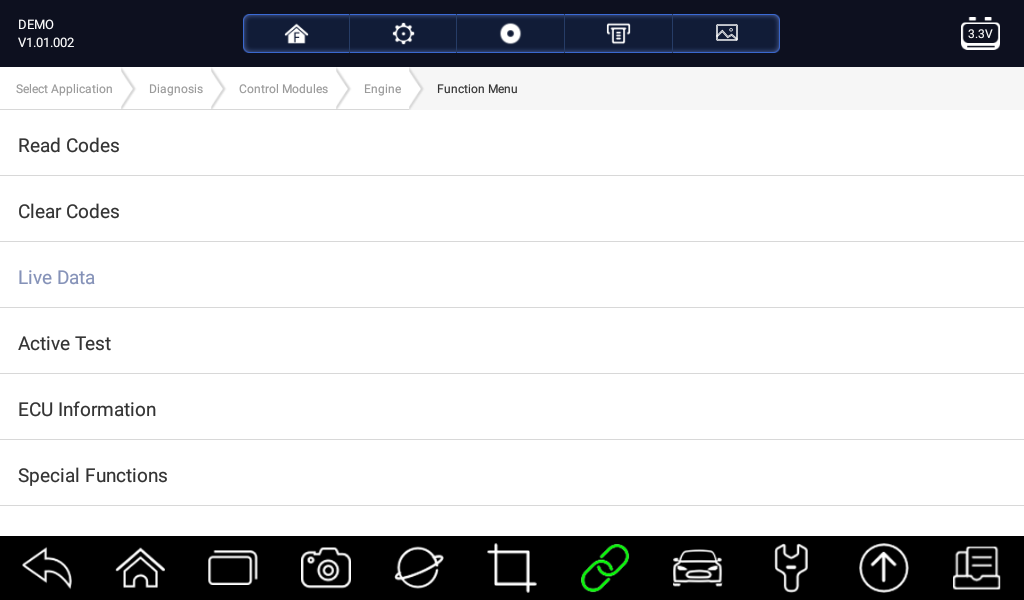 DEMO
V1.01.002
F
3.3V
Select Application
Diagnosis
Control Modules
Engine
Function Menu
Read Codes
Clear Codes
Live Data
Active Test
ECU Information
Special Functions